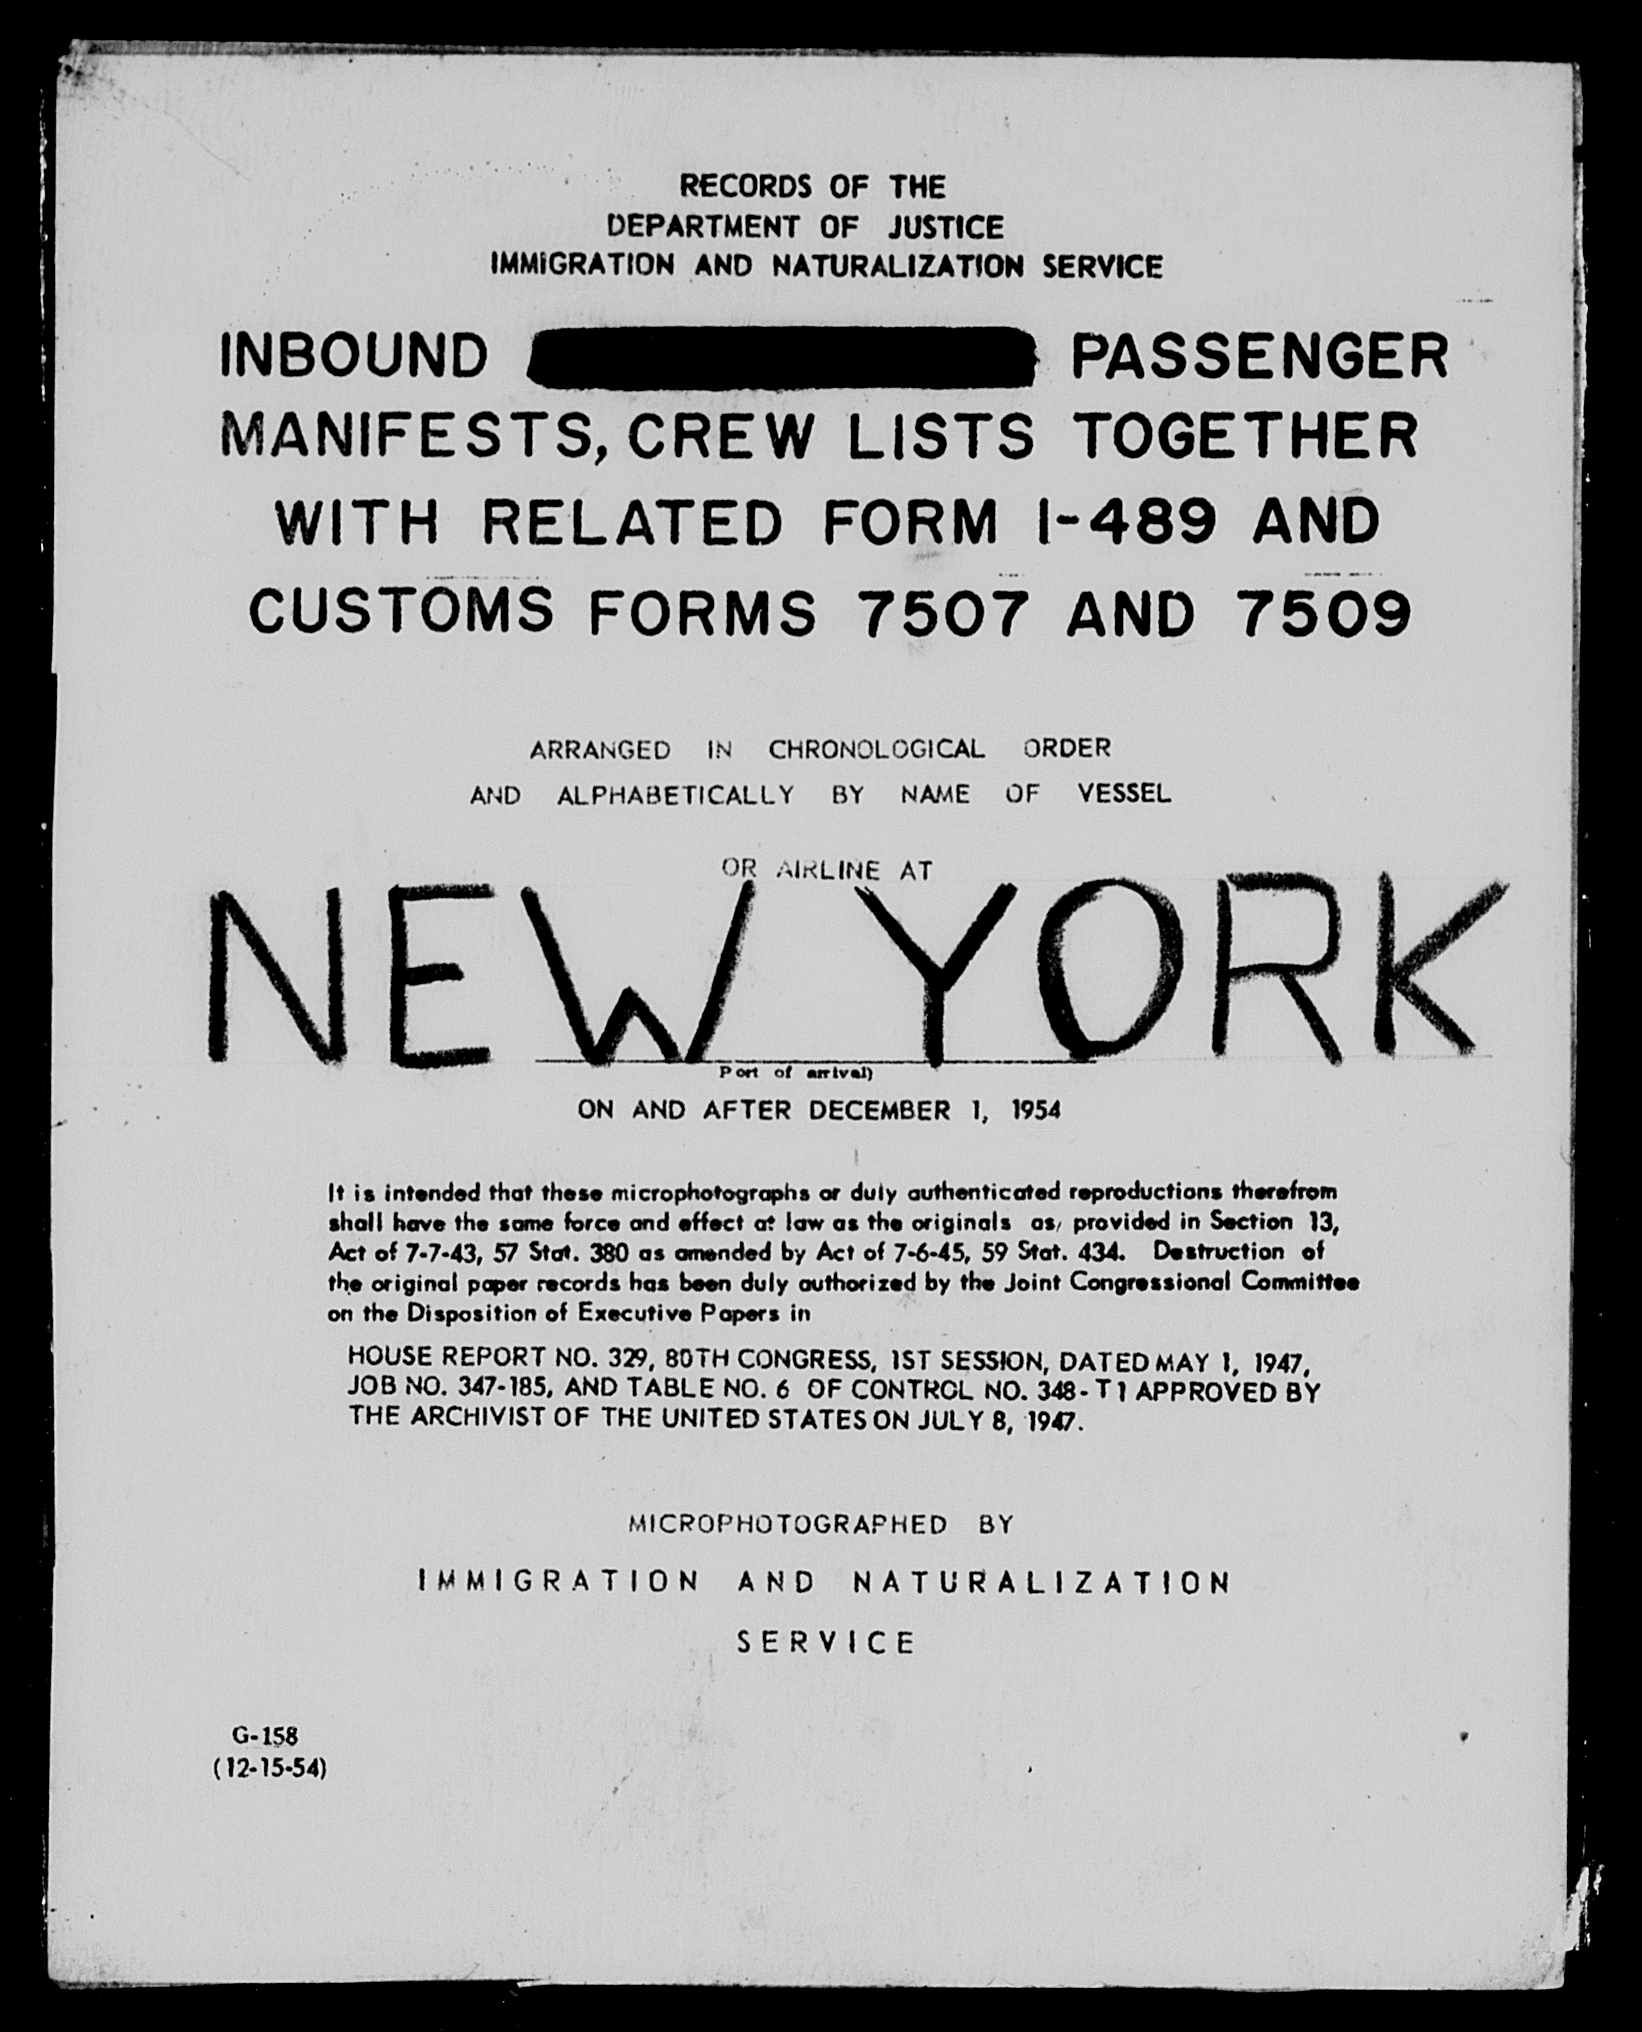 RECORDS OF THE
DEPARTMENT OF JUSTICE
IMMIGRATION AND NATURALIZATION SERVICE
INBOUND PASSENGER
MANIFESTS, CREW LISTS TOGETHER
WITH RELATED FORM I-489 AND
CUSTOMS FORMS 7507 AND 7509
ARRANGED IN CHRONOLOGICAL ORDER
AND ALPHABETICALLY BY NAME OF VESSEL
OR AIRLINE AT
NEW YORK
Port of arrival)
ON AND AFTER DECEMBER 1, 1954
It is intended that these microphotographs or duly authenticated reproductions therefrom
shall have the same force and effect at law as the originals as, provided in Section 13,
Act of 7-7-43, 57 Stat. 380 as amended by Act of 7-6-45, 59 Stat. 434. Destruction of
the original paper records has been duly authorized by the Joint Congressional Committee
on the Disposition of Executive Papers in
HOUSE REPORT NO. 329, 80TH CONGRESS, 1ST SESSION, DATED MAY 1, 1947,
JOB NO. 347-185, AND TABLE NO. 6 OF CONTROL NO. 348-T1 APPROVED BY
THE ARCHIVIST OF THE UNITED STATES ON JULY 8, 1947.
MICROPHOTOGRAPHED BY
IMMIGRATION AND NATURALIZATION
SERVICE
G-158
(12-15-54)